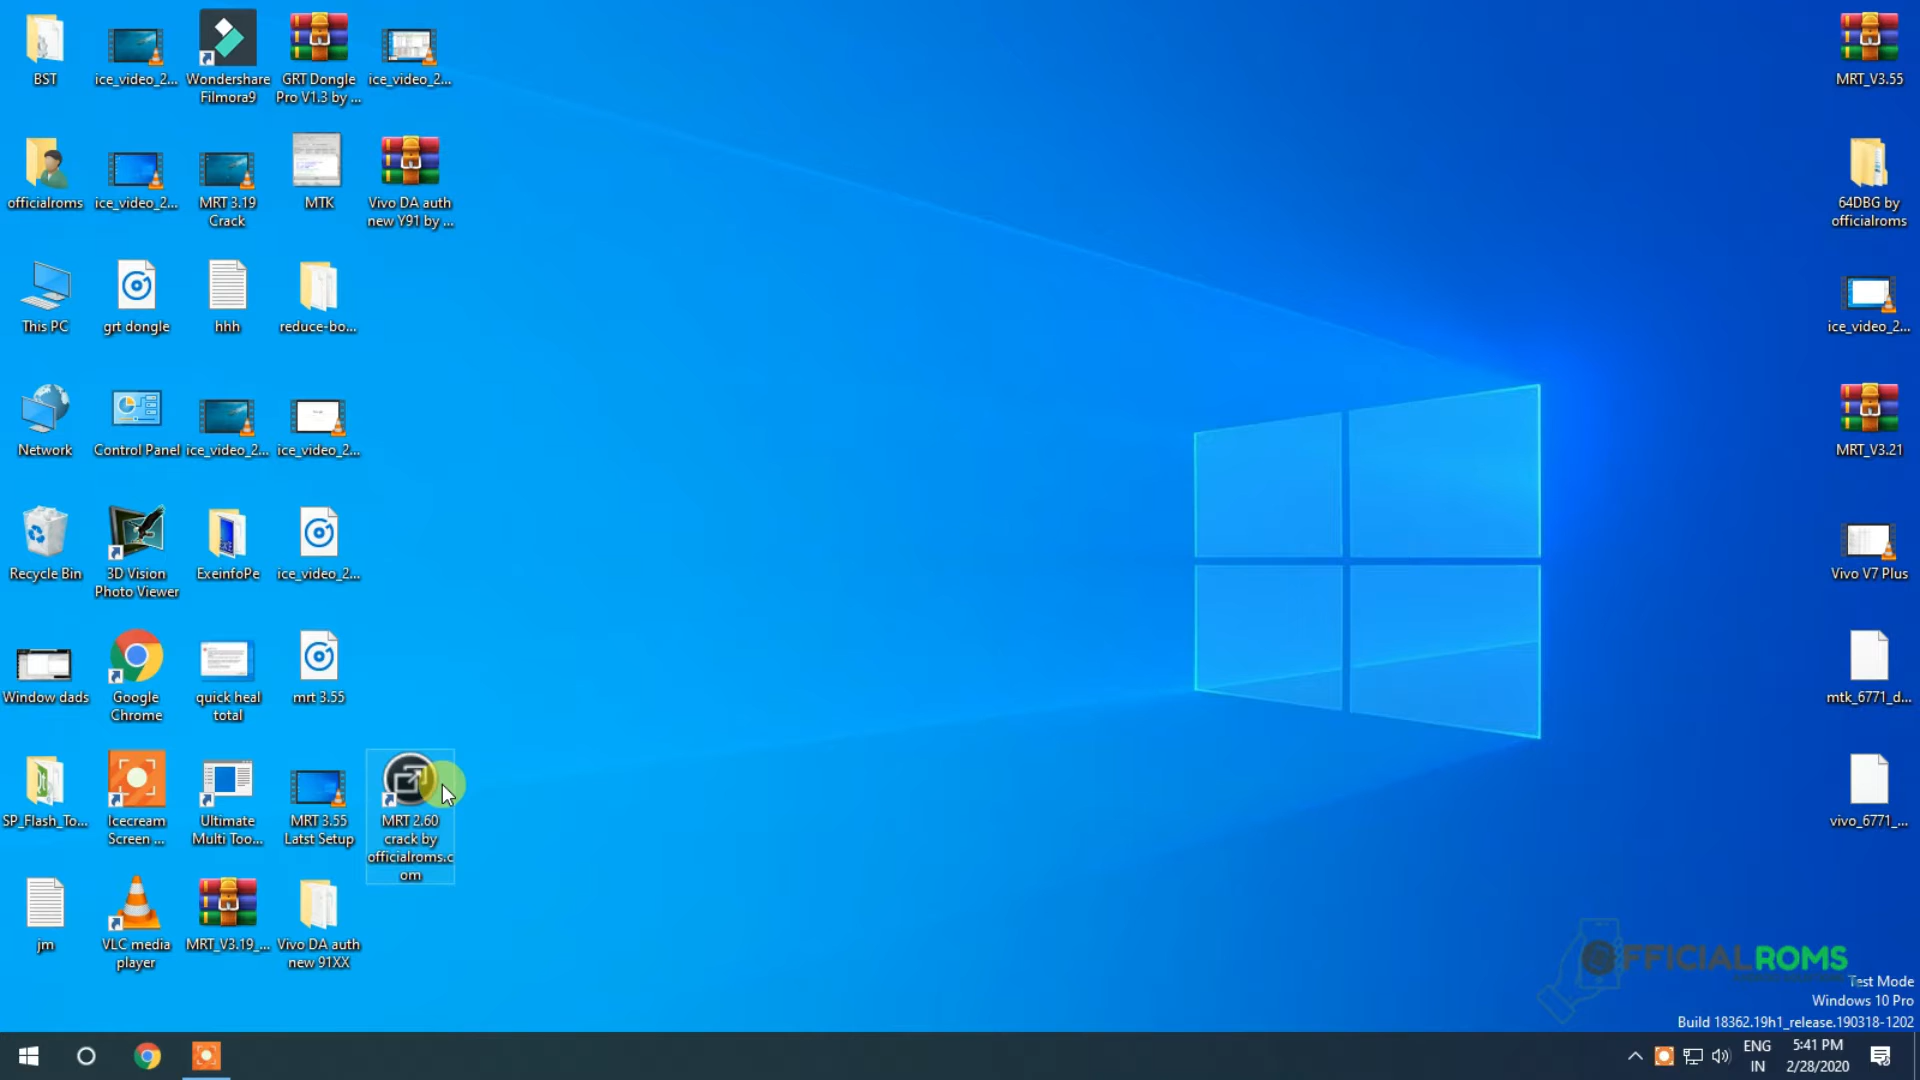 BST
ice_video_2...
Wondershare
Filmora9
GRT Dongle
Pro V1.3 by ...
ice_video_2...
MRT_V3.55
officialroms
ice_video_2...
MRT 3.19
Crack
MTK
Vivo DA auth
new Y91 by ...
64DBG by
officialroms
This PC
grt dongle
hhh
reduce-bo...
ice_video_2...
Network
Control Panel
ice_video_2...
ice_video_2...
MRT_V3.21
Recycle Bin
3D Vision
Photo Viewer
ExeinfoPe
ice_video_2...
Vivo V7 Plus
Window dads
Google
Chrome
quick heal
total
mrt 3.55
mtk_6771_d...
SP_Flash_To...
Icecream
Screen ...
Ultimate
Multi Too...
MRT 3.55
Latst Setup
MRT 2.60
crack by
officialroms.c
om
vivo_6771_...
jm
VLC media
player
MRT_V3.19_...
Vivo DA auth
new 91XX
OFFICIALROMS
Test Mode
Windows 10 Pro
Build 18362.19h1_release.190318-1202
ENG
IN
5:41 PM
2/28/2020